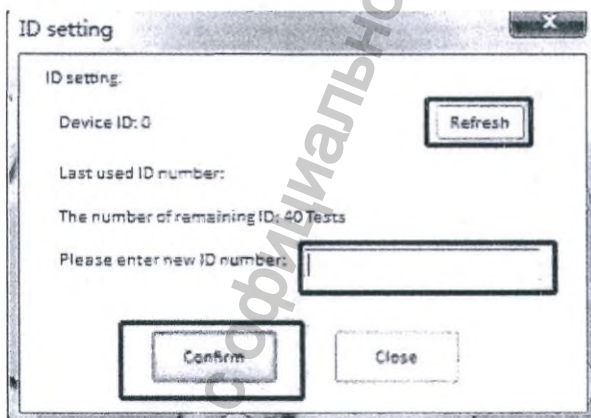 ID setting
ID setting:
Device ID: 0
Refresh
Last used ID number:
The number of remaining ID: 40 Tests
Please enter new ID number:
Confirm
Close
с официально